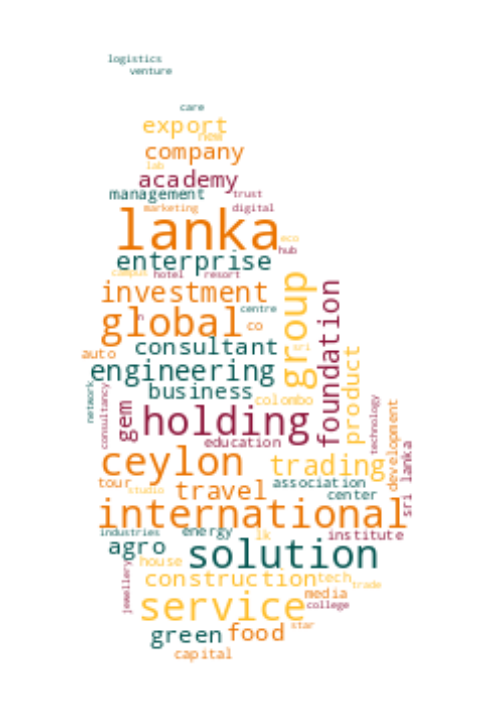 logistics
venture
care
export
new
company
lab
academy
management
trust
marketing
digital
lanka
eco
hub
enterprise
campus
hotel
resort
investment
group
foundation
centre
global
n
co
consultant
sri
auto
product
engineering
network
consultancy
business
colombo
gem
holding
technology
development
education
sri lanka
ceylon
trading
tour
studio
travel
association
center
international
industries
energy
lk
institute
agro
solution
house
jewellery
construction
tech
trade
media
service
college
green
food
star
capital